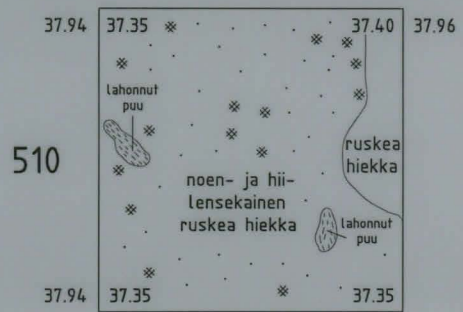 37.94 37.35 37.40 37.96
lahonnut
puu
510
ruskea
hiekka
noen- ja hii-
lensekainen
ruskea hiekka
lahonnut
puu
37.94 37.35 37.35